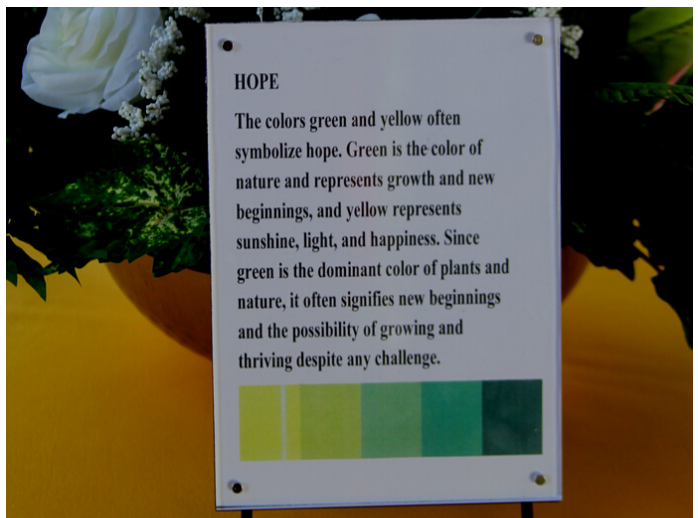 HOPE
The colors green and yellow often
symbolize hope. Green is the color of
nature and represents growth and new
beginnings, and yellow represents
sunshine, light, and happiness. Since
green is the dominant color of plants and
nature, it often signifies new beginnings
and the possibility of growing and
thriving despite any challenge.